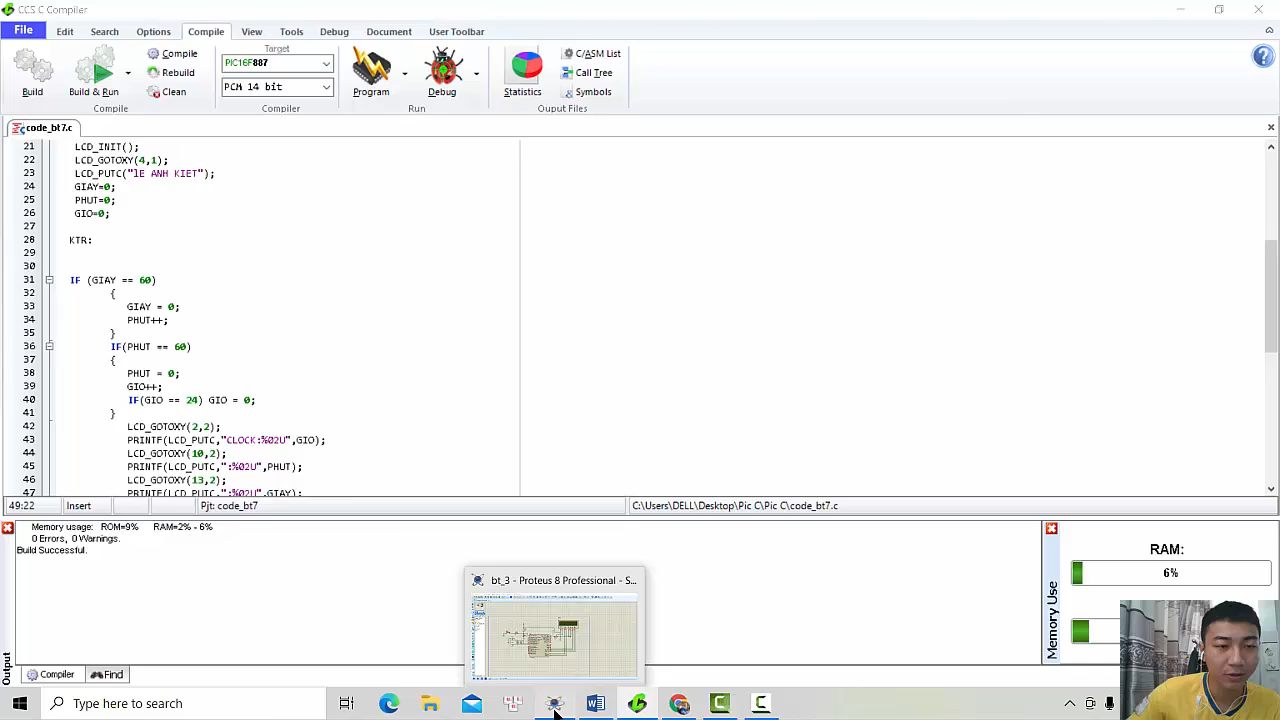 CCS C Compiler
File Edit Search Options Compile View Tools Debug Document User Toolbar
Compile
Rebuild
Clean
Build
Build & Run
Compile
Target
PIC16F887
PCM 14 bit
Compiler
Program
Debug
Run
Statistics
C/ASM List
Call Tree
Symbols
Ouput Files
code_bt7.c
21 LCD_INIT();
22 LCD_GOTOXY(4,1);
23 LCD_PUTC("lE ANH KIET");
24 GIAY=0;
25 PHUT=0;
26 GIO=0;
27
28 KTR:
29
30
31 IF (GIAY == 60)
32 {
33 GIAY = 0;
34 PHUT++;
35 }
36 IF(PHUT == 60)
37 {
38 PHUT = 0;
39 GIO++;
40 IF(GIO == 24) GIO = 0;
41 }
42 LCD_GOTOXY(2,2);
43 PRINTF(LCD_PUTC,"CLOCK:%02U",GIO);
44 LCD_GOTOXY(10,2);
45 PRINTF(LCD_PUTC,":%02U",PHUT);
46 LCD_GOTOXY(13,2);
47 PRINTF(LCD_PUTC,":%02U",GIAY);
49:22 Insert Pjt: code_bt7 C:\Users\DELL\Desktop\Pic C\Pic C\code_bt7.c
Memory usage: ROM=9% RAM=2% - 6%
0 Errors, 0 Warnings.
Build Successful.
Output
Compiler Find
Memory Use
RAM:
6%
bt_3 - Proteus 8 Professional - S...
Type here to search